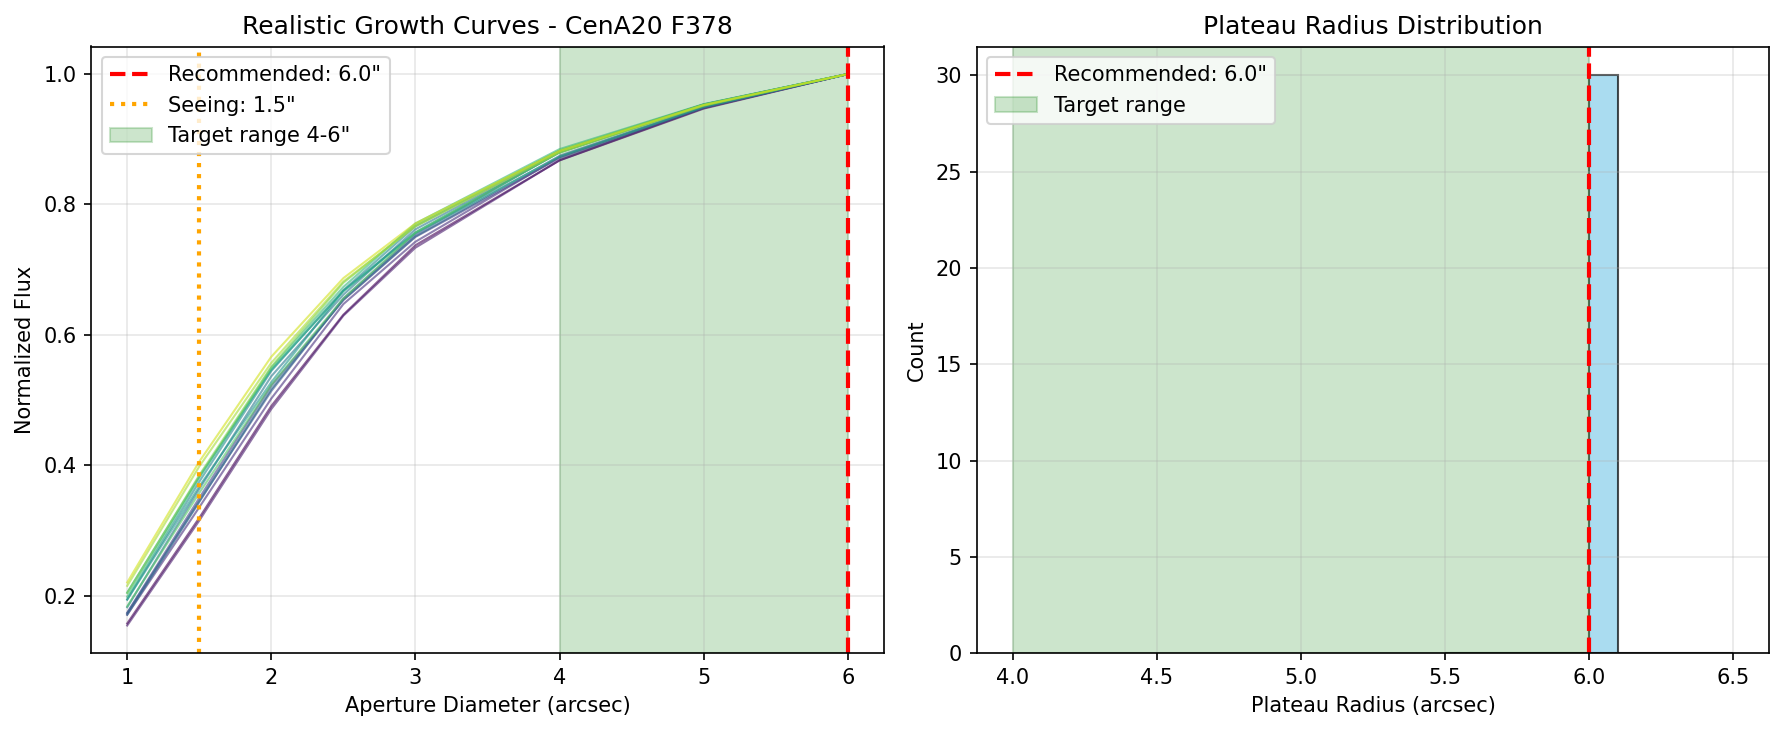 Realistic Growth Curves - CenA20 F378
Recommended: 6.0"
Seeing: 1.5"
Target range 4-6"
Normalized Flux
1.0
0.8
0.6
0.4
0.2
1 2 3 4 5 6
Aperture Diameter (arcsec)
Plateau Radius Distribution
Recommended: 6.0"
Target range
Count
30
25
20
15
10
5
0
4.0 4.5 5.0 5.5 6.0 6.5
Plateau Radius (arcsec)